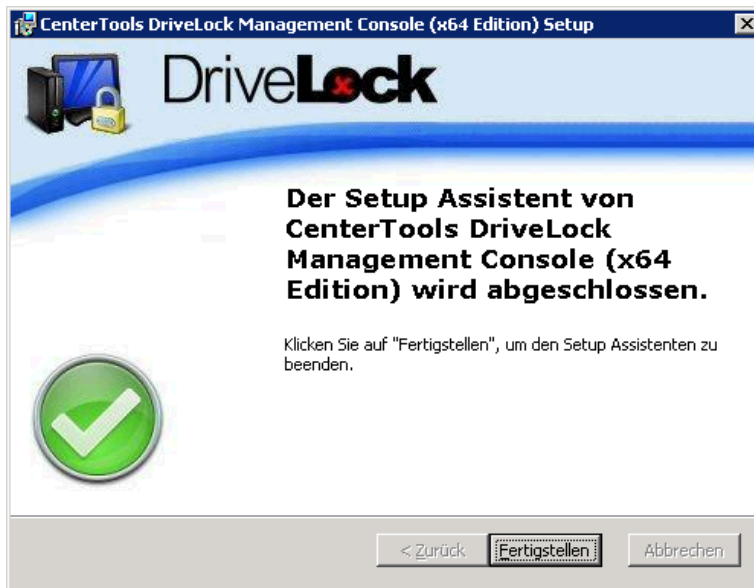 CenterTools DriveLock Management Console (x64 Edition) Setup
DriveLock
Der Setup Assistent von
CenterTools DriveLock
Management Console (x64
Edition) wird abgeschlossen.
Klicken Sie auf "Fertigstellen", um den Setup Assistenten zu
beenden.
< Zurück Fertigstellen Abbrechen